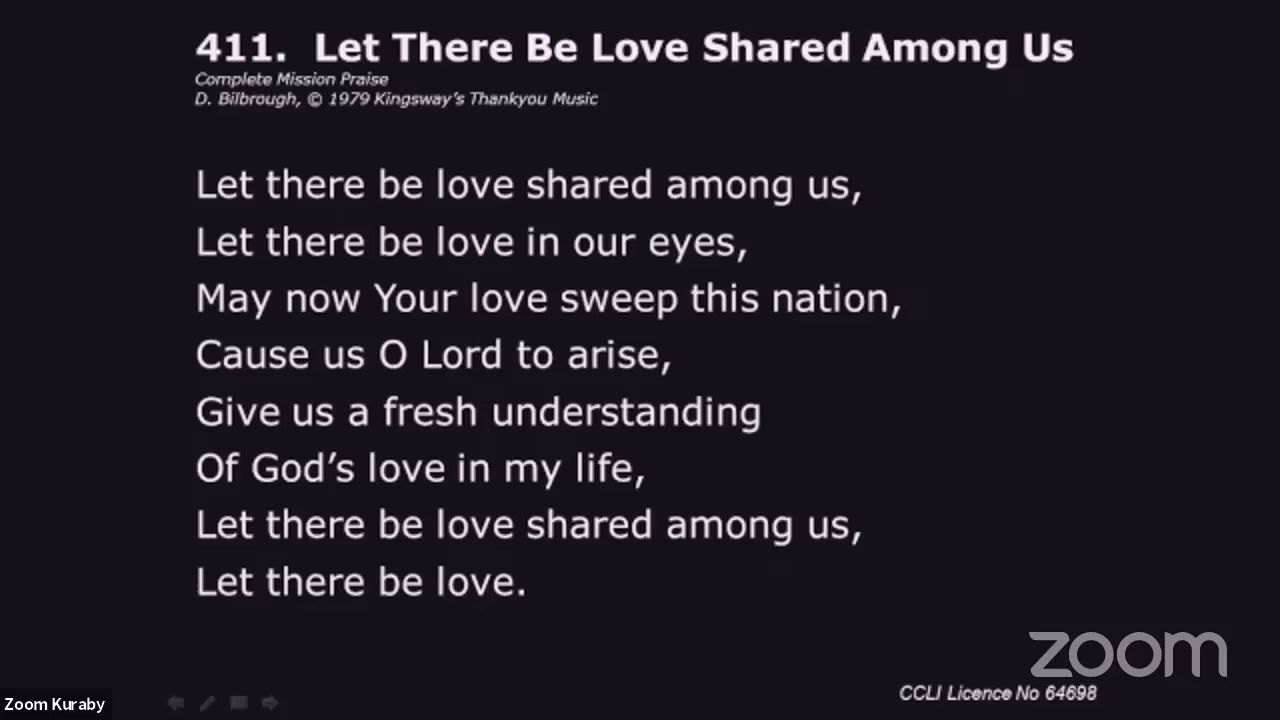 411. Let There Be Love Shared Among Us
Complete Mission Praise
D. Bilbrough, © 1979 Kingsway's Thankyou Music
Let there be love shared among us,
Let there be love in our eyes,
May now Your love sweep this nation,
Cause us O Lord to arise,
Give us a fresh understanding
Of God's love in my life,
Let there be love shared among us,
Let there be love.
zoom
CCLI Licence No 64698
Zoom Kuraby